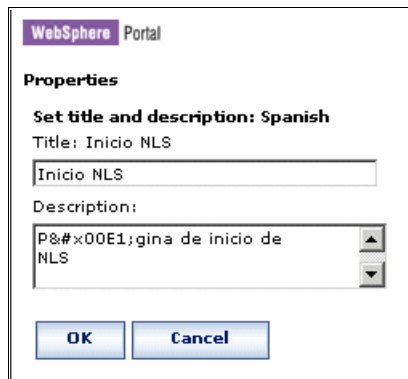 WebSphere Portal
Properties
Set title and description: Spanish
Title: Inicio NLS
Inicio NLS
Description:
P&#x00E1;gina de inicio de
NLS
OK Cancel